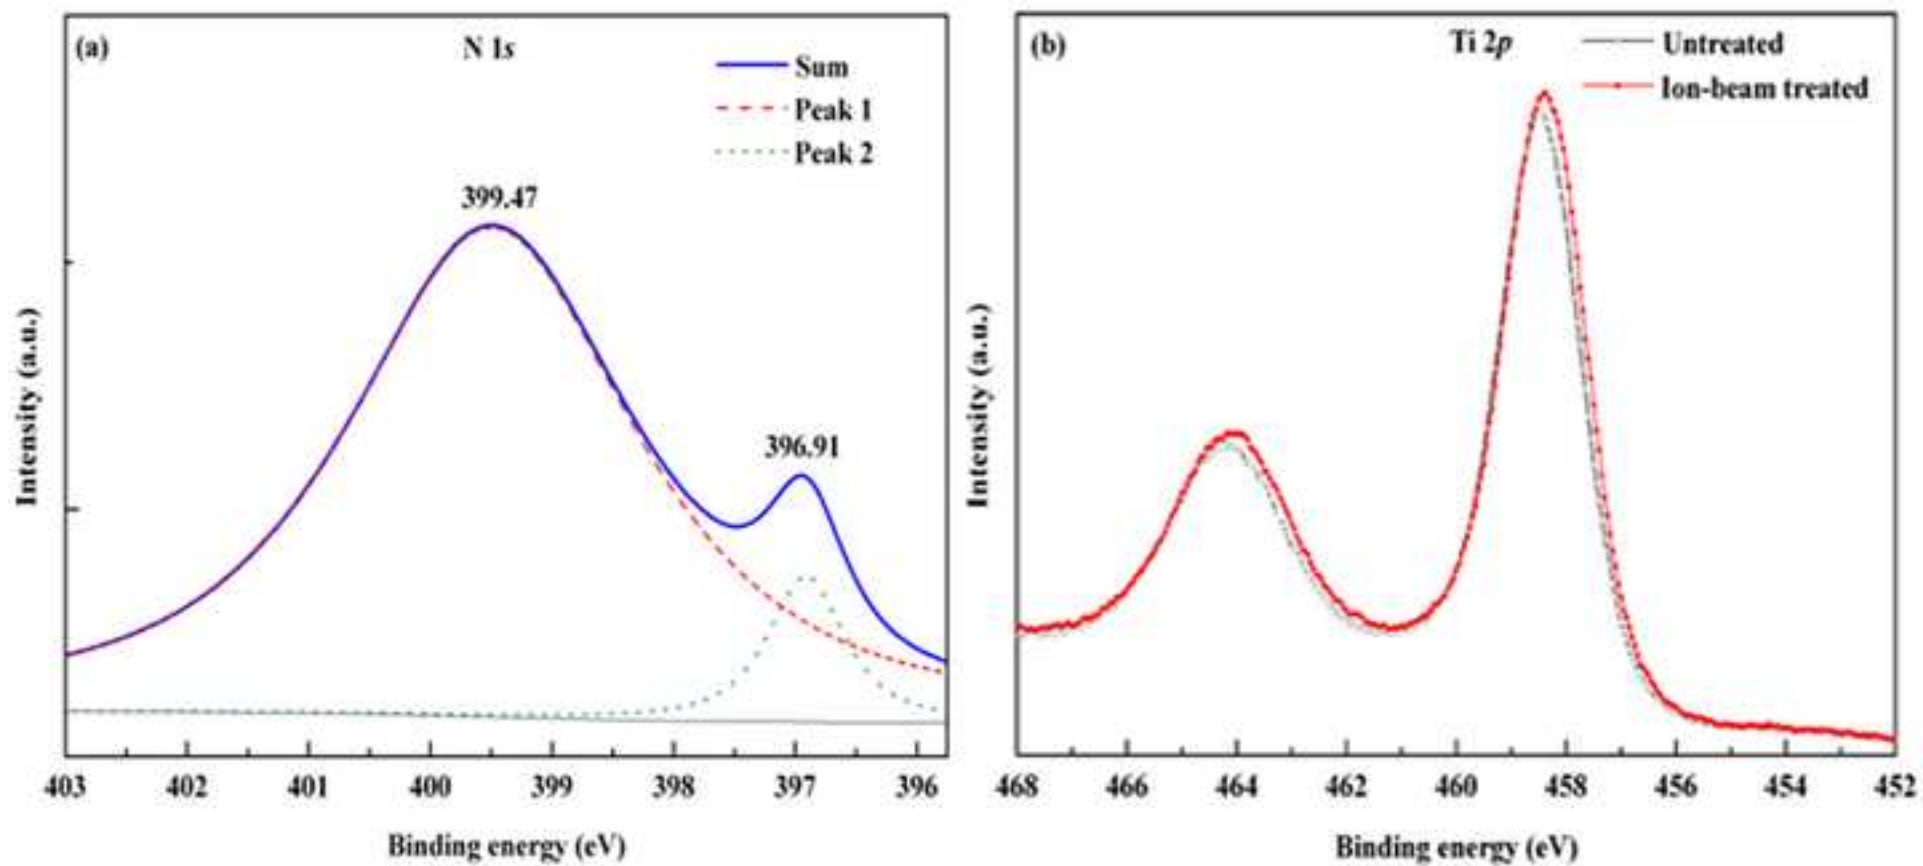 (a)
N 1s
Sum
Peak 1
Peak 2
399.47
396.91
Intensity (a.u.)
403 402 401 400 399 398 397 396
Binding energy (eV)
(b)
Ti 2p
Untreated
Ion-beam treated
Intensity (a.u.)
468 466 464 462 460 458 456 454 452
Binding energy (eV)